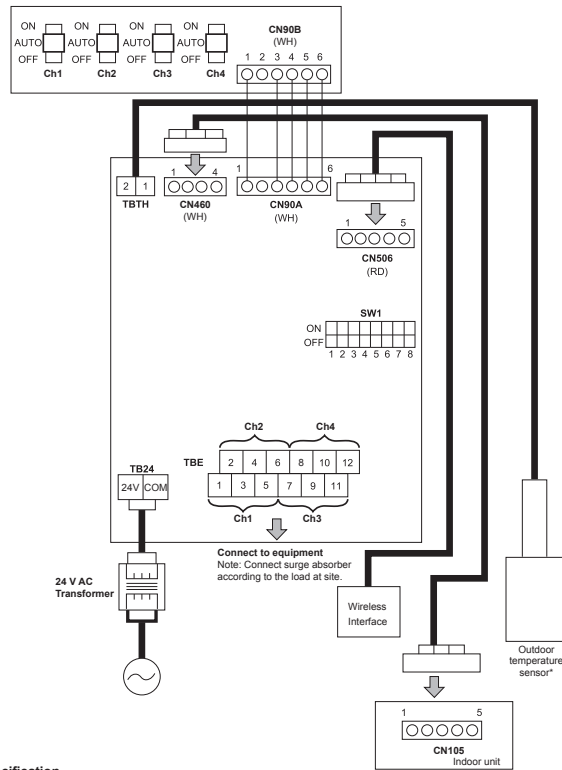 ON ON ON ON
AUTO AUTO AUTO AUTO
OFF OFF OFF OFF
Ch1 Ch2 Ch3 Ch4
CN90B
(WH)
1 2 3 4 5 6
2 1
TBTH
1 4
CN460
(WH)
1 6
CN90A
(WH)
1 5
CN506
(RD)
SW1
ON
OFF
1 2 3 4 5 6 7 8
Ch2 Ch4
TBE
2 4 6 8 10 12
1 3 5 7 9 11
Ch1 Ch3
TB24
24V COM
Connect to equipment
Note: Connect surge absorber
according to the load at site.
24 V AC
Transformer
Wireless
Interface
Outdoor
temperature
sensor*
1 5
CN105
Indoor unit